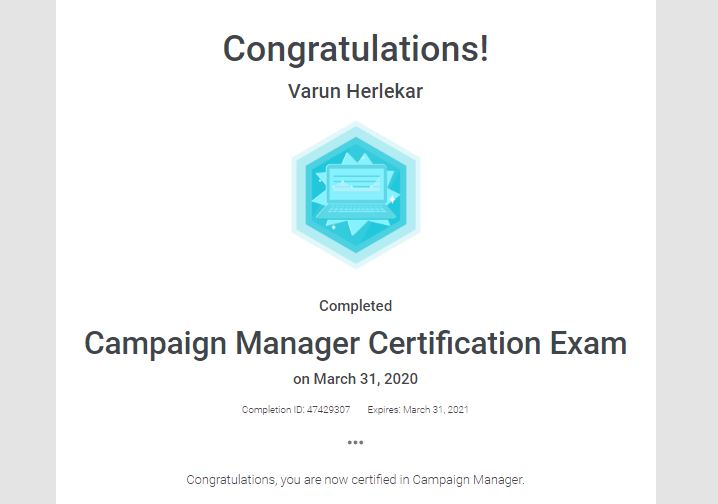 Congratulations!
Varun Herlekar
Completed
Campaign Manager Certification Exam
on March 31, 2020
Completion ID: 47429307 Expires: March 31, 2021
•••
Congratulations, you are now certified in Campaign Manager.